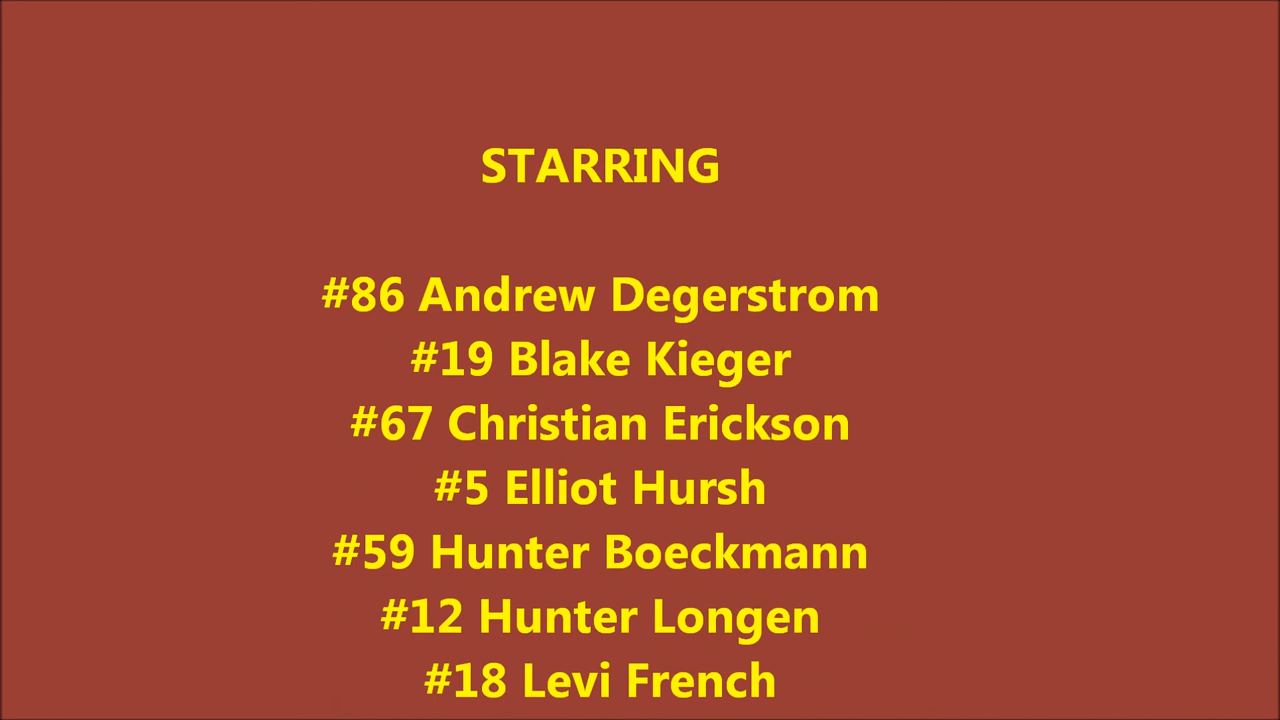 STARRING
#86 Andrew Degerstrom
#19 Blake Kieger
#67 Christian Erickson
#5 Elliot Hursh
#59 Hunter Boeckmann
#12 Hunter Longen
#18 Levi French